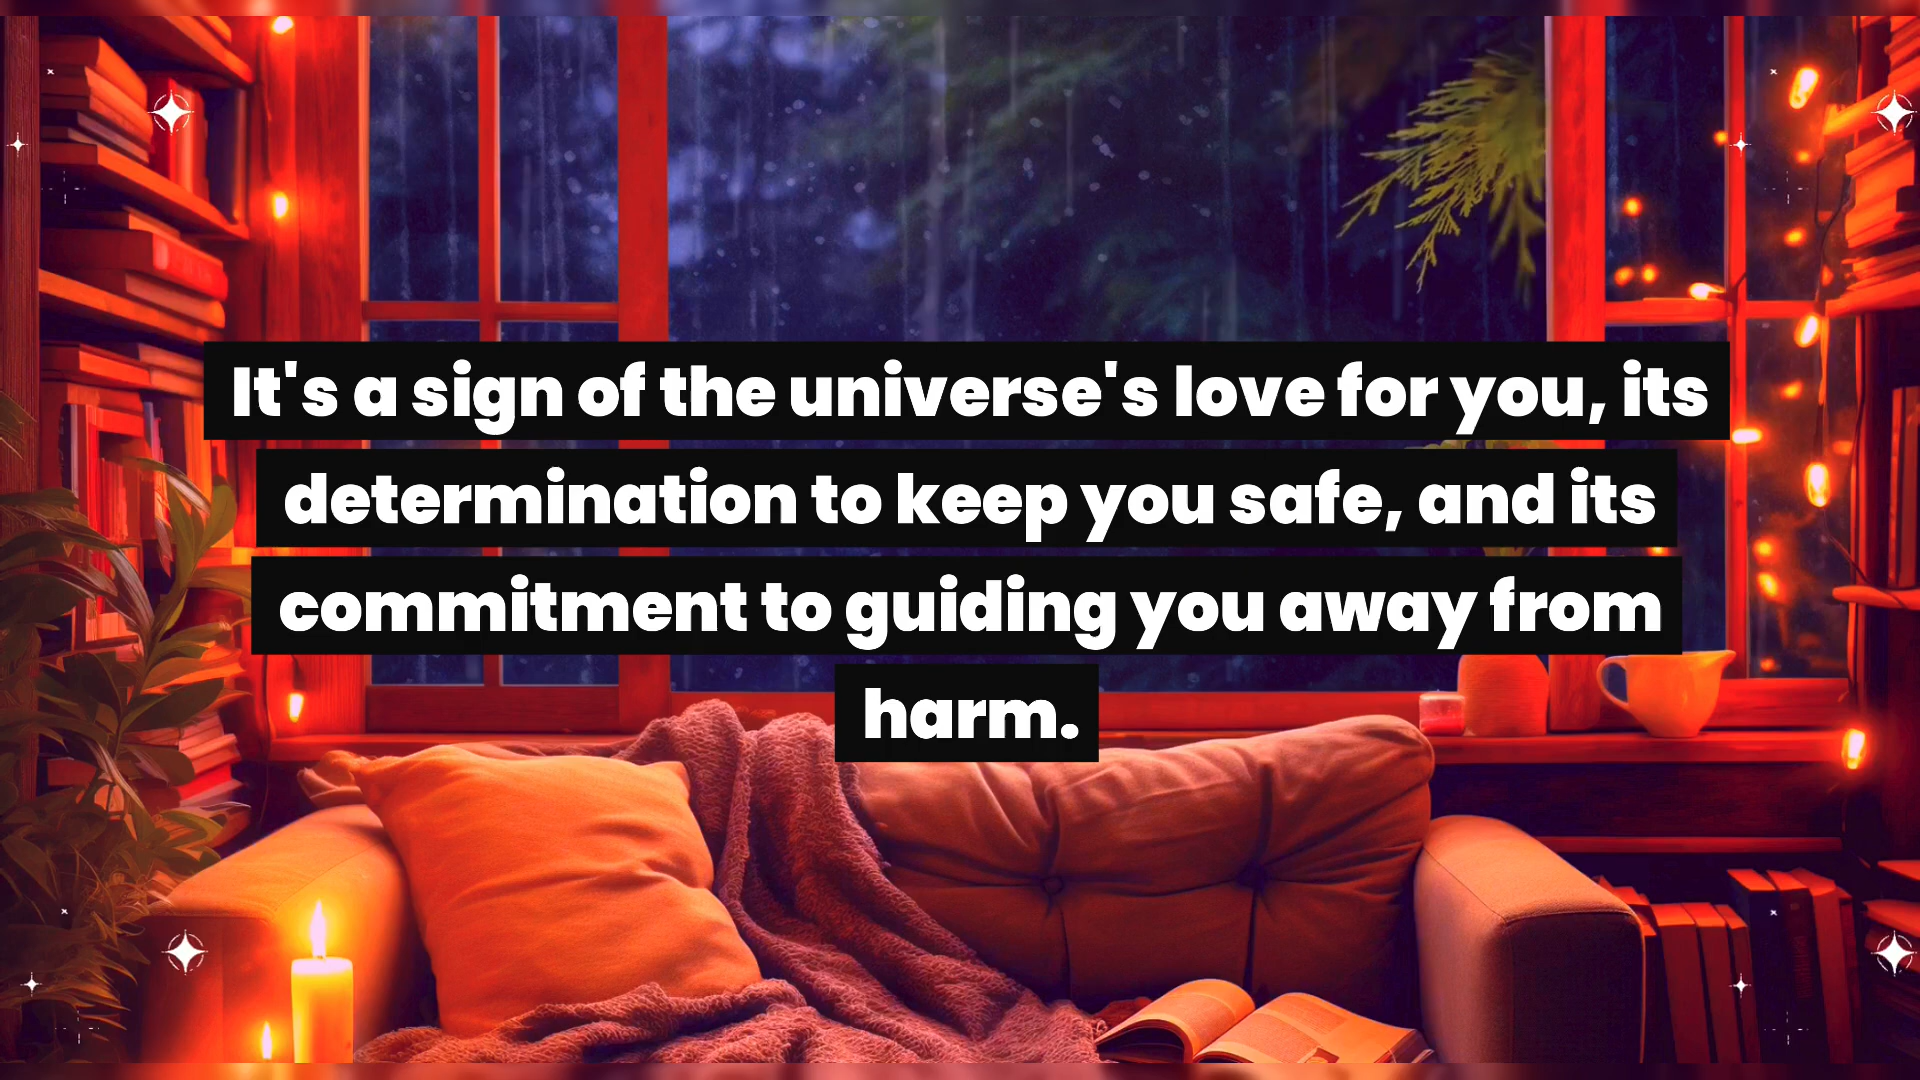 It's a sign of the universe's love for you, its
determination to keep you safe, and its
commitment to guiding you away from
harm.